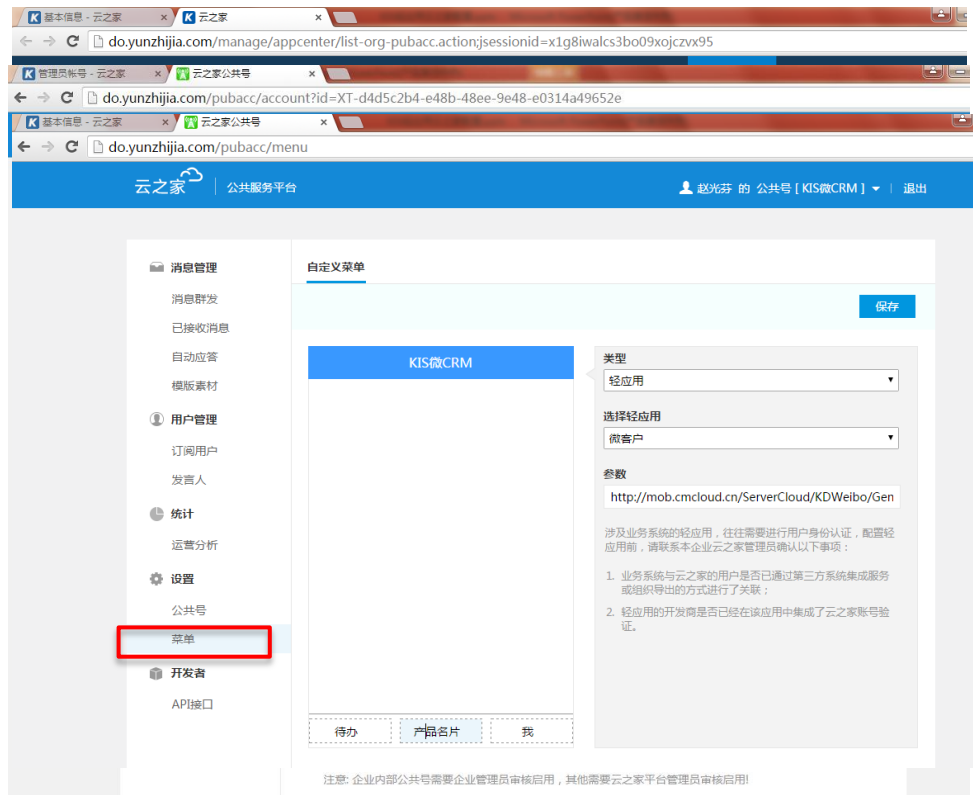 基本信息 - 云之家 × 云之家 ×
do.yunzhijia.com/manage/appcenter/list-org-pubacc.action;jsessionid=x1g8iwalcs3bo09xojczvx95
管理员帐号 - 云之家 × 云之家公共号 ×
do.yunzhijia.com/pubacc/account?id=XT-d4d5c2b4-e48b-48ee-9e48-e0314a49652e
基本信息 - 云之家 × 云之家公共号 ×
do.yunzhijia.com/pubacc/menu
云之家 公共服务平台 赵光芬 的 公共号 [ KIS微CRM ] 退出
消息管理
消息群发
已接收消息
自动应答
模版素材
用户管理
订阅用户
发言人
统计
运营分析
设置
公共号
菜单
开发者
API接口
自定义菜单
保存
KIS微CRM
待办 产品名片 我
类型
轻应用
选择轻应用
微客户
参数
http://mob.cmcloud.cn/ServerCloud/KDWeibo/Gen
涉及业务系统的轻应用，往往需要进行用户身份认证，配置轻
应用前，请联系本企业云之家管理员确认以下事项：
1. 业务系统与云之家的用户是否已通过第三方系统集成服务
或组织导出的方式进行了关联；
2. 轻应用的开发商是否已经在该应用中集成了云之家账号验
证。
注意: 企业内部公共号需要企业管理员审核启用，其他需要云之家平台管理员审核启用!